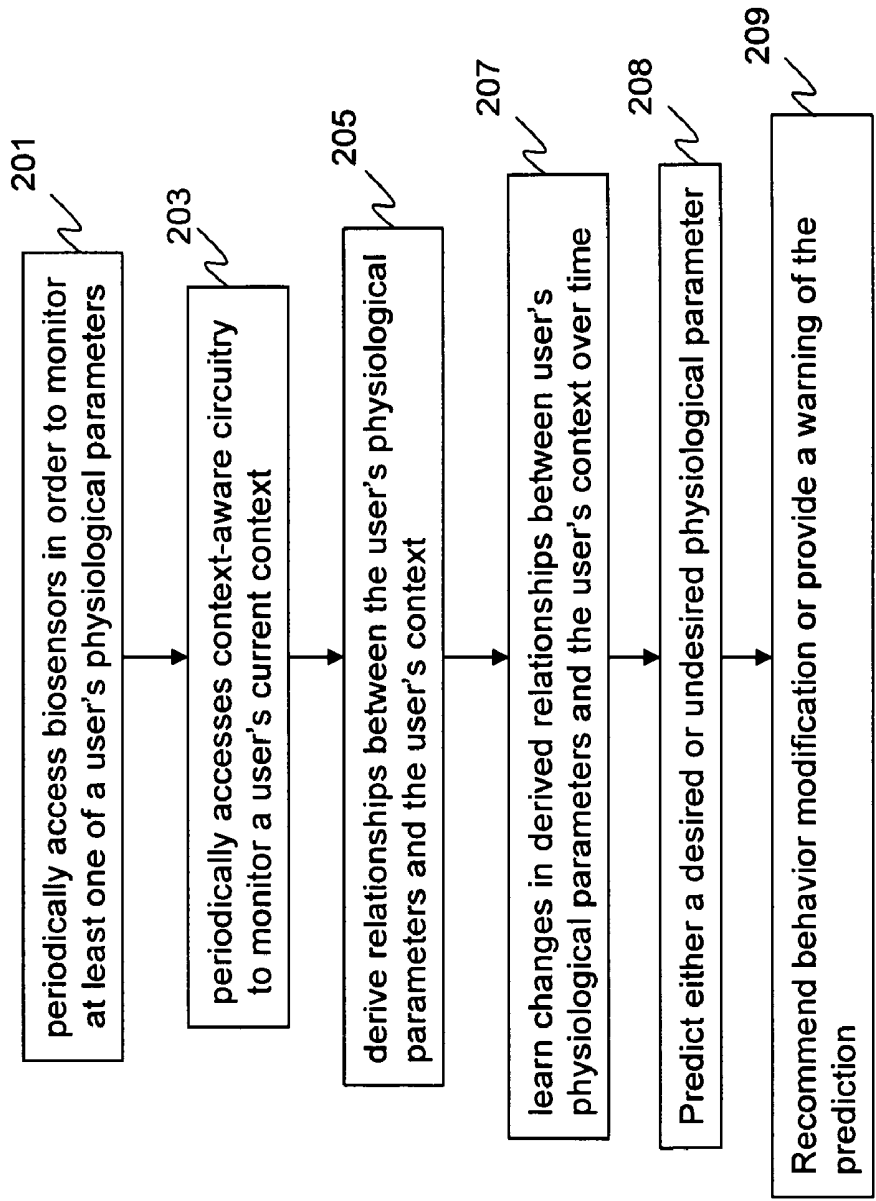 201
periodically access biosensors in order to monitor
at least one of a user's physiological parameters
203
periodically accesses context-aware circuitry
to monitor a user's current context
205
derive relationships between the user's physiological
parameters and the user's context
207
learn changes in derived relationships between user's
physiological parameters and the user's context over time
208
Predict either a desired or undesired physiological parameter
209
Recommend behavior modification or provide a warning of the
prediction